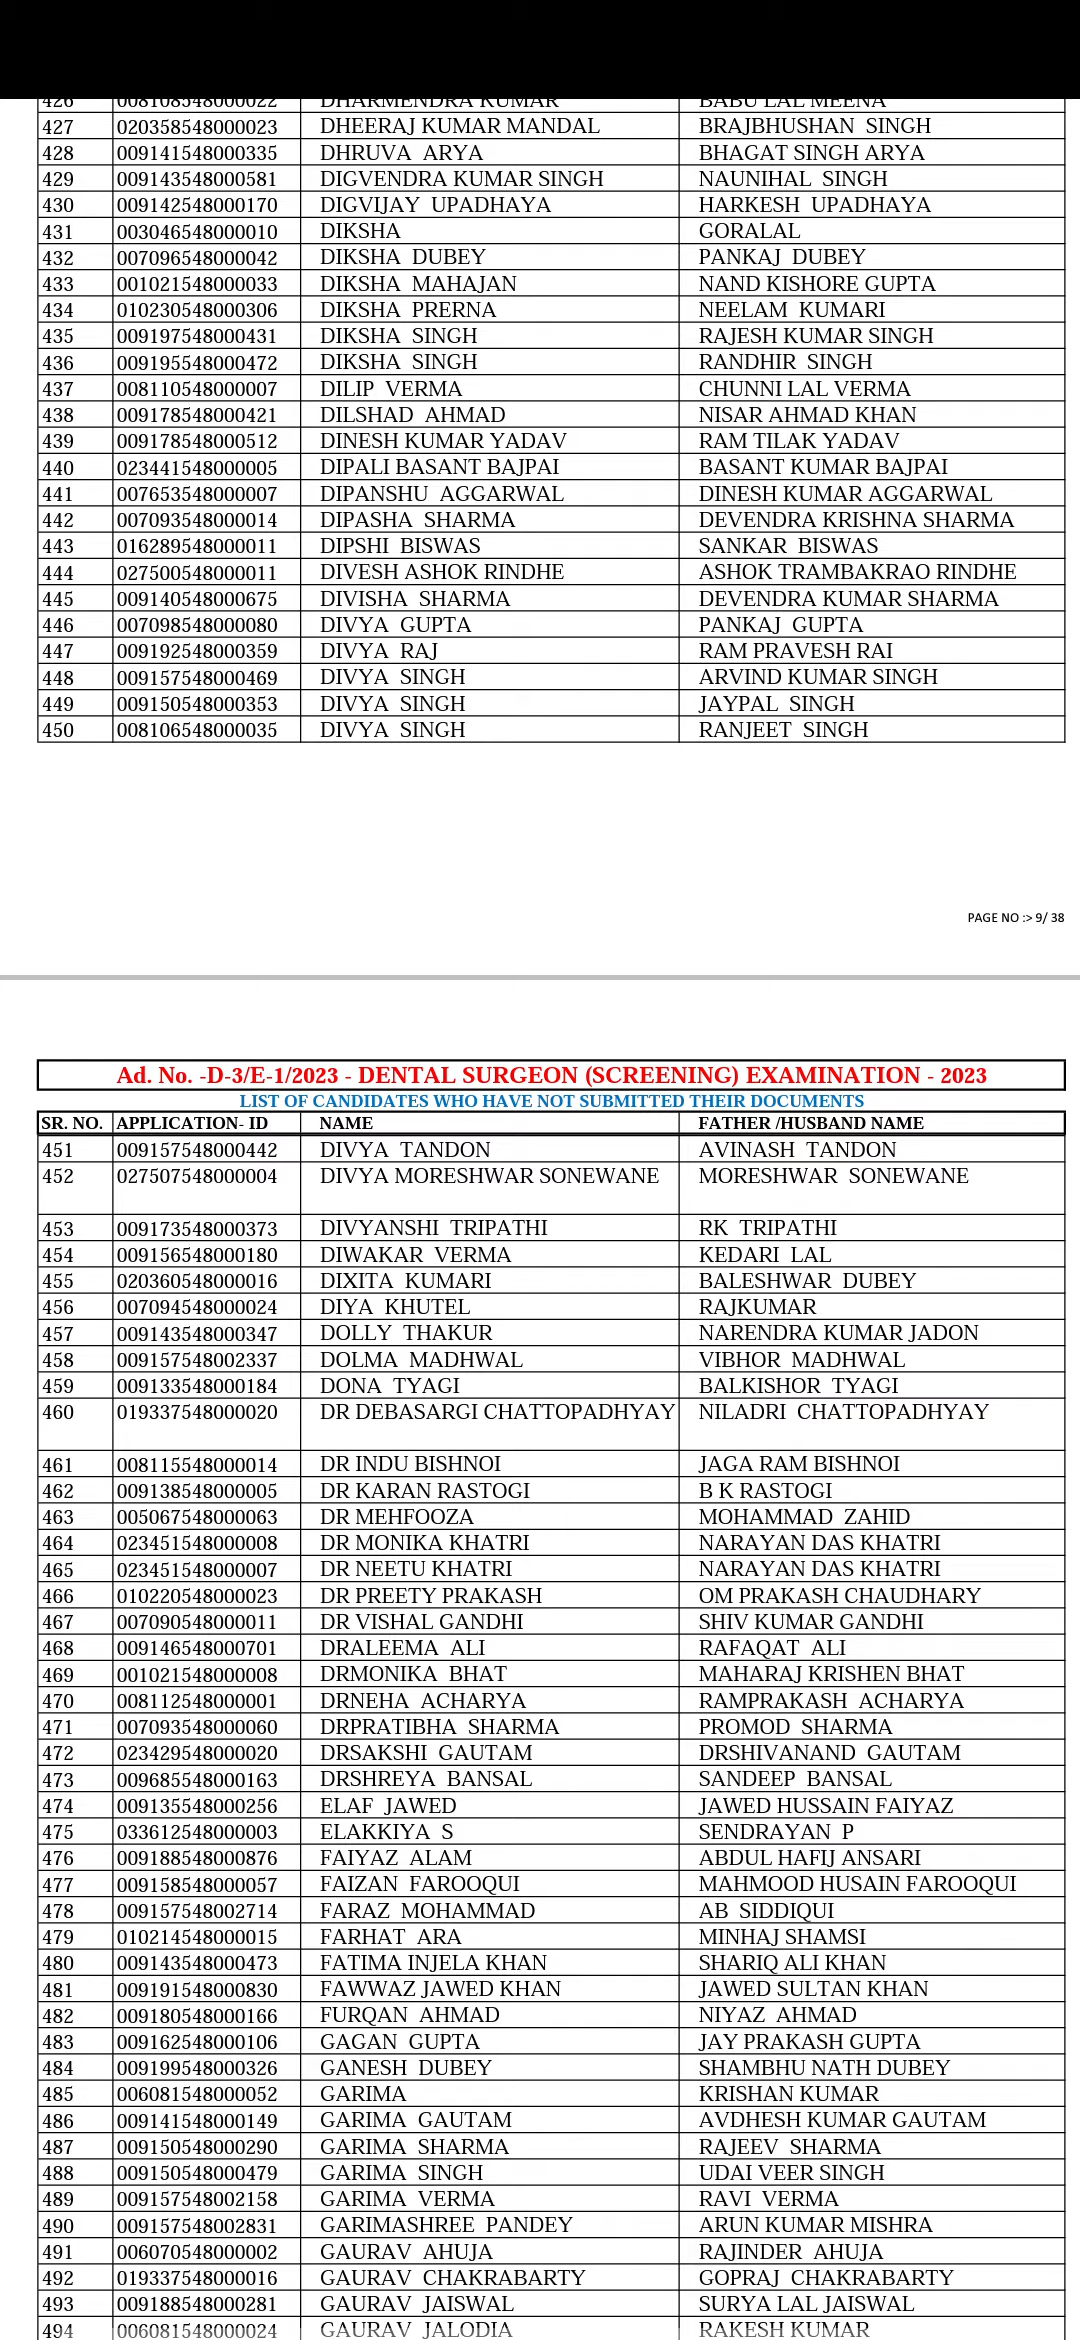 426 008108548000022 DHARMENDRA KUMAR BABU LAL MEENA
427 020358548000023 DHEERAJ KUMAR MANDAL BRAJBHUSHAN SINGH
428 009141548000335 DHRUVA ARYA BHAGAT SINGH ARYA
429 009143548000581 DIGVENDRA KUMAR SINGH NAUNIHAL SINGH
430 009142548000170 DIGVIJAY UPADHAYA HARKESH UPADHAYA
431 003046548000010 DIKSHA GORALAL
432 007096548000042 DIKSHA DUBEY PANKAJ DUBEY
433 001021548000033 DIKSHA MAHAJAN NAND KISHORE GUPTA
434 010230548000306 DIKSHA PRERNA NEELAM KUMARI
435 009197548000431 DIKSHA SINGH RAJESH KUMAR SINGH
436 009195548000472 DIKSHA SINGH RANDHIR SINGH
437 008110548000007 DILIP VERMA CHUNNI LAL VERMA
438 009178548000421 DILSHAD AHMAD NISAR AHMAD KHAN
439 009178548000512 DINESH KUMAR YADAV RAM TILAK YADAV
440 023441548000005 DIPALI BASANT BAJPAI BASANT KUMAR BAJPAI
441 007653548000007 DIPANSHU AGGARWAL DINESH KUMAR AGGARWAL
442 007093548000014 DIPASHA SHARMA DEVENDRA KRISHNA SHARMA
443 016289548000011 DIPSHI BISWAS SANKAR BISWAS
444 027500548000011 DIVESH ASHOK RINDHE ASHOK TRAMBAKRAO RINDHE
445 009140548000675 DIVISHA SHARMA DEVENDRA KUMAR SHARMA
446 007098548000080 DIVYA GUPTA PANKAJ GUPTA
447 009192548000359 DIVYA RAJ RAM PRAVESH RAI
448 009157548000469 DIVYA SINGH ARVIND KUMAR SINGH
449 009150548000353 DIVYA SINGH JAYPAL SINGH
450 008106548000035 DIVYA SINGH RANJEET SINGH
PAGE NO :> 9/ 38
Ad. No. -D-3/E-1/2023 - DENTAL SURGEON (SCREENING) EXAMINATION - 2023
LIST OF CANDIDATES WHO HAVE NOT SUBMITTED THEIR DOCUMENTS
SR. NO. APPLICATION- ID NAME FATHER /HUSBAND NAME
451 009157548000442 DIVYA TANDON AVINASH TANDON
452 027507548000004 DIVYA MORESHWAR SONEWANE MORESHWAR SONEWANE
453 009173548000373 DIVYANSHI TRIPATHI RK TRIPATHI
454 009156548000180 DIWAKAR VERMA KEDARI LAL
455 020360548000016 DIXITA KUMARI BALESHWAR DUBEY
456 007094548000024 DIYA KHUTEL RAJKUMAR
457 009143548000347 DOLLY THAKUR NARENDRA KUMAR JADON
458 009157548002337 DOLMA MADHWAL VIBHOR MADHWAL
459 009133548000184 DONA TYAGI BALKISHOR TYAGI
460 019337548000020 DR DEBASARGI CHATTOPADHYAY NILADRI CHATTOPADHYAY
461 008115548000014 DR INDU BISHNOI JAGA RAM BISHNOI
462 009138548000005 DR KARAN RASTOGI B K RASTOGI
463 005067548000063 DR MEHFOOZA MOHAMMAD ZAHID
464 023451548000008 DR MONIKA KHATRI NARAYAN DAS KHATRI
465 023451548000007 DR NEETU KHATRI NARAYAN DAS KHATRI
466 010220548000023 DR PREETY PRAKASH OM PRAKASH CHAUDHARY
467 007090548000011 DR VISHAL GANDHI SHIV KUMAR GANDHI
468 009146548000701 DRALEEMA ALI RAFAQAT ALI
469 001021548000008 DRMONIKA BHAT MAHARAJ KRISHEN BHAT
470 008112548000001 DRNEHA ACHARYA RAMPRAKASH ACHARYA
471 007093548000060 DRPRATIBHA SHARMA PROMOD SHARMA
472 023429548000020 DRSAKSHI GAUTAM DRSHIVANAND GAUTAM
473 009685548000163 DRSHREYA BANSAL SANDEEP BANSAL
474 009135548000256 ELAF JAWED JAWED HUSSAIN FAIYAZ
475 033612548000003 ELAKKIYA S SENDRAYAN P
476 009188548000876 FAIYAZ ALAM ABDUL HAFIJ ANSARI
477 009158548000057 FAIZAN FAROOQUI MAHMOOD HUSAIN FAROOQUI
478 009157548002714 FARAZ MOHAMMAD AB SIDDIQUI
479 010214548000015 FARHAT ARA MINHAJ SHAMSI
480 009143548000473 FATIMA INJELA KHAN SHARIQ ALI KHAN
481 009191548000830 FAWWAZ JAWED KHAN JAWED SULTAN KHAN
482 009180548000166 FURQAN AHMAD NIYAZ AHMAD
483 009162548000106 GAGAN GUPTA JAY PRAKASH GUPTA
484 009199548000326 GANESH DUBEY SHAMBHU NATH DUBEY
485 006081548000052 GARIMA KRISHAN KUMAR
486 009141548000149 GARIMA GAUTAM AVDHESH KUMAR GAUTAM
487 009150548000290 GARIMA SHARMA RAJEEV SHARMA
488 009150548000479 GARIMA SINGH UDAI VEER SINGH
489 009157548002158 GARIMA VERMA RAVI VERMA
490 009157548002831 GARIMASHREE PANDEY ARUN KUMAR MISHRA
491 006070548000002 GAURAV AHUJA RAJINDER AHUJA
492 019337548000016 GAURAV CHAKRABARTY GOPRAJ CHAKRABARTY
493 009188548000281 GAURAV JAISWAL SURYA LAL JAISWAL
494 006081548000024 GAURAV JALODIA RAKESH KUMAR